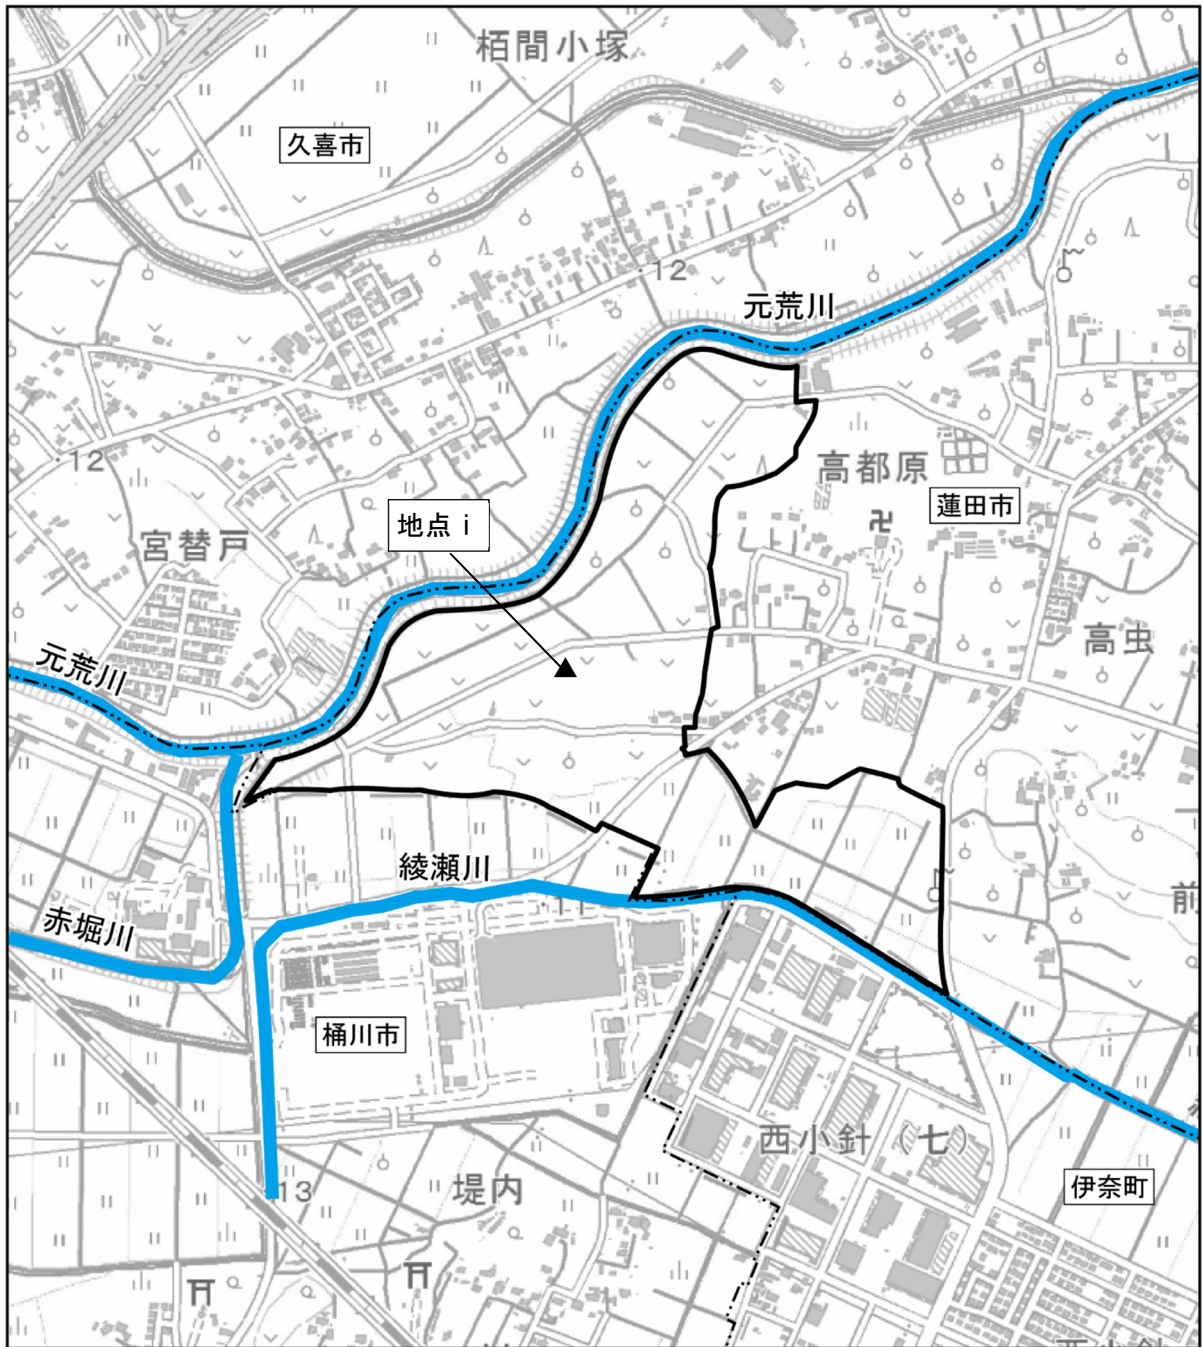 栢間小塚
久喜市
12
元荒川
12
高都原
蓮田市
地点ⅰ
宮替戸
高虫
元荒川
綾瀬川
前
11
赤堀川
桶川市
西小針（七）
13
堤内
伊奈町